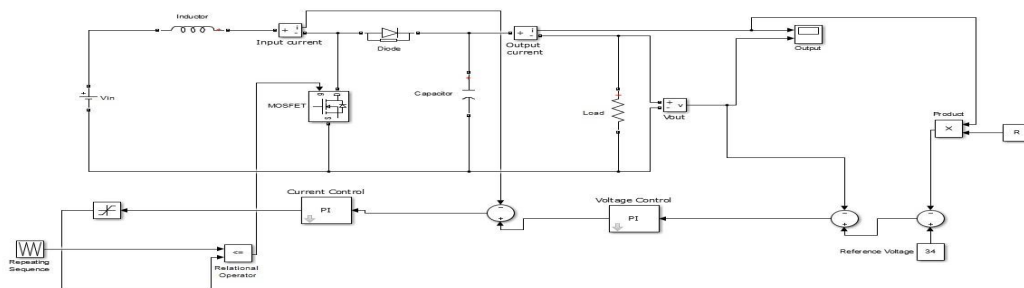 Inductor
Input current
Diode
Output
current
Output
Vin
MOSFET
g
D
S
Capacitor
Load
Vout
Product
X
R
Current Control
PI
Voltage Control
PI
Reference Voltage
34
Repeating
Sequence
<=
Relational
Operator